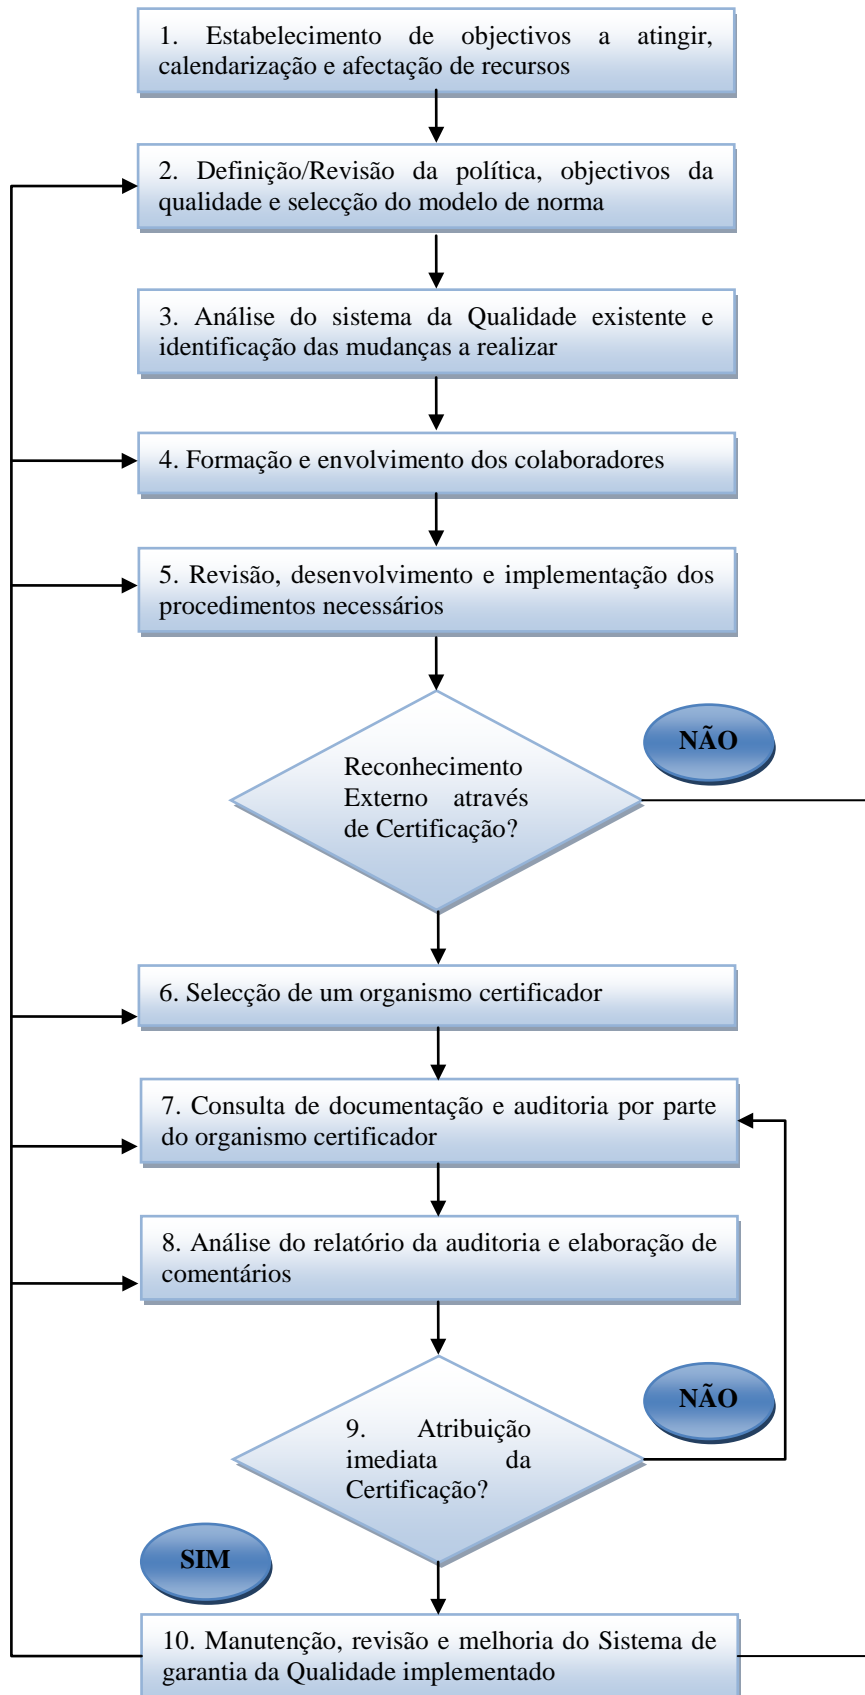 1. Estabelecimento de objectivos a atingir,
calendarização e afectação de recursos
2. Definição/Revisão da política, objectivos da
qualidade e selecção do modelo de norma
3. Análise do sistema da Qualidade existente e
identificação das mudanças a realizar
4. Formação e envolvimento dos colaboradores
5. Revisão, desenvolvimento e implementação dos
procedimentos necessários
NÃO
Reconhecimento
Externo através
de Certificação?
6. Selecção de um organismo certificador
7. Consulta de documentação e auditoria por parte
do organismo certificador
8. Análise do relatório da auditoria e elaboração de
comentários
NÃO
9. Atribuição
imediata da
Certificação?
SIM
10. Manutenção, revisão e melhoria do Sistema de
garantia da Qualidade implementado